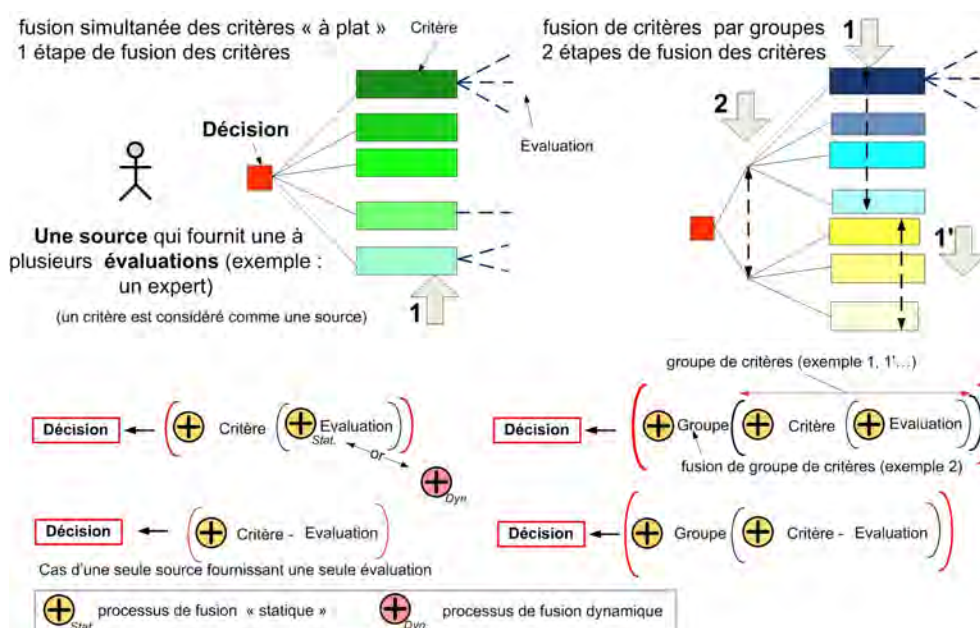 fusion simultanée des critères « à plat »
1 étape de fusion des critères
Critère
Décision
Evaluation
Une source qui fournit une à
plusieurs évaluations (exemple :
un expert)
(un critère est considéré comme une source)
1
fusion de critères par groupes
2 étapes de fusion des critères
1
2
1'
Décision
Critère
Evaluation
Stat.
or
Dyn
Décision
Critère - Evaluation
Cas d'une seule source fournissant une seule évaluation
groupe de critères (exemple 1, 1'...)
Décision
Groupe
Critère
Evaluation
fusion de groupe de critères (exemple 2)
Décision
Groupe
Critère - Evaluation
Stat.
processus de fusion « statique »
Dyn
processus de fusion dynamique